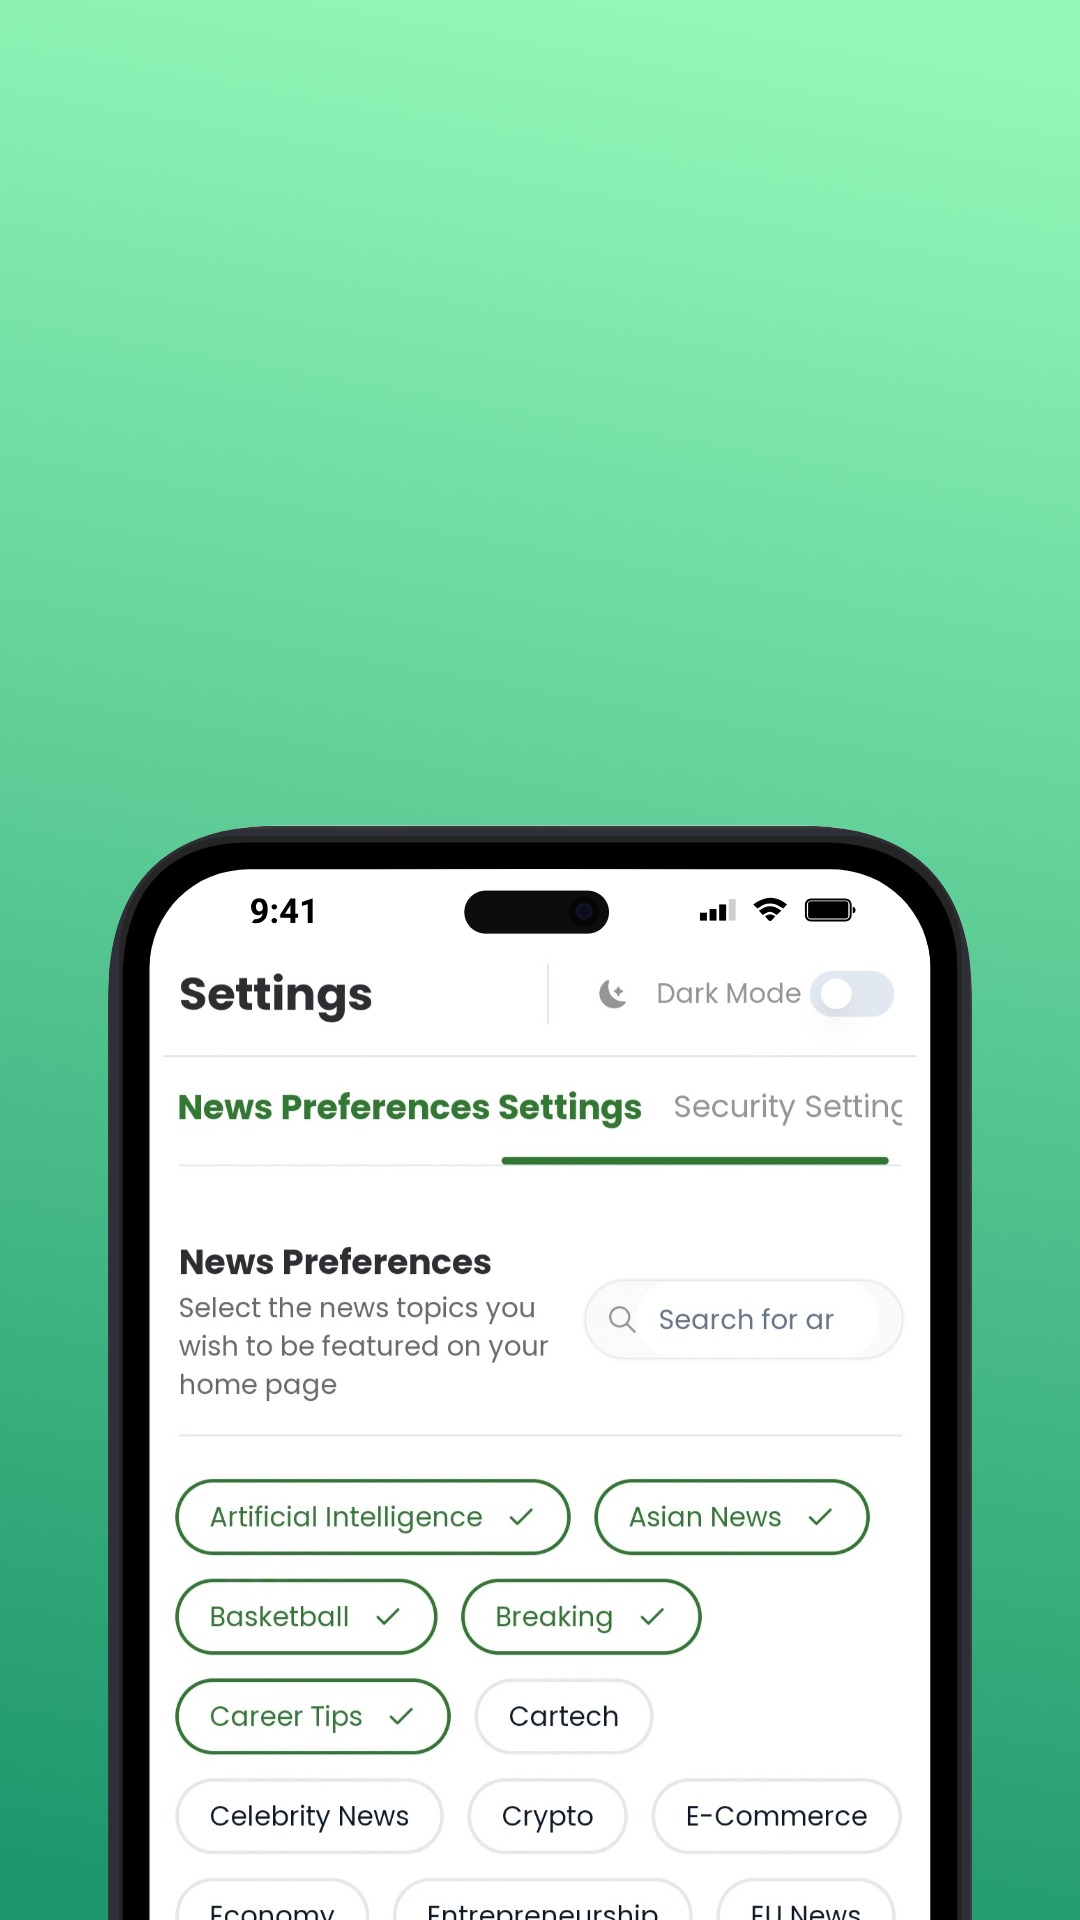 9:41
Settings
Dark Mode
News Preferences Settings
Security Setting
News Preferences
Select the news topics you
wish to be featured on your
home page
Search for ar
Artificial Intelligence
Asian News
Basketball
Breaking
Career Tips
Cartech
Celebrity News
Crypto
E-Commerce
Economy
Entrepreneurship
EU News